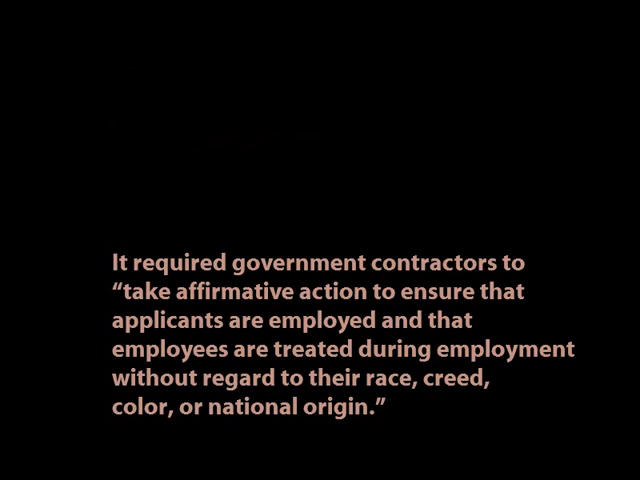 It required government contractors to
“take affirmative action to ensure that
applicants are employed and that
employees are treated during employment
without regard to their race, creed,
color, or national origin.”